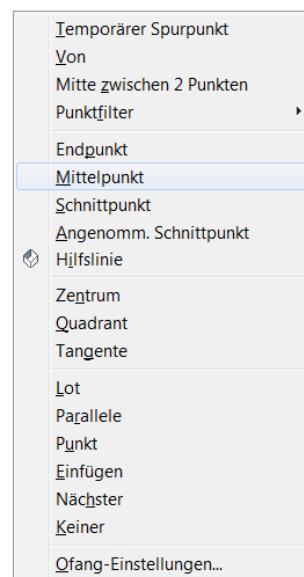 Temporärer Spurpunkt
Von
Mitte zwischen 2 Punkten
Punktfilter
Endpunkt
Mittelpunkt
Schnittpunkt
Angenomm. Schnittpunkt
Hilfslinie
Zentrum
Quadrant
Tangente
Lot
Parallele
Punkt
Einfügen
Nächster
Keiner
Ofang-Einstellungen...